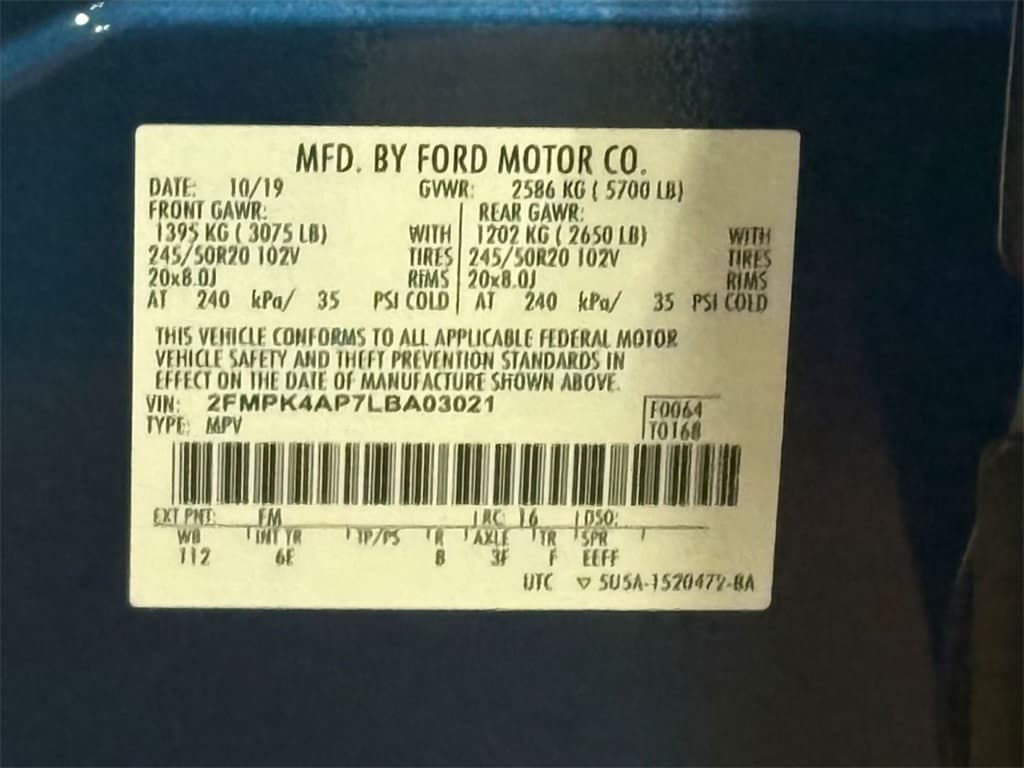 MFD. BY FORD MOTOR CO.
DATE: 10/19 GVWR: 2586 KG ( 5700 LB)
FRONT GAWR: REAR GAWR:
1395 KG ( 3075 LB) WITH 1202 KG ( 2650 LB) WITH
245/50R20 102V TIRES 245/50R20 102V TIRES
20x8.0J RIMS 20x8.0J RIMS
AT 240 kPa/ 35 PSI COLD AT 240 kPa/ 35 PSI COLD
THIS VEHICLE CONFORMS TO ALL APPLICABLE FEDERAL MOTOR
VEHICLE SAFETY AND THEFT PREVENTION STANDARDS IN
EFFECT ON THE DATE OF MANUFACTURE SHOWN ABOVE.
VIN: 2FMPK4AP7LBA03021 F0064
TYPE: MPV T0168
EXT PNT: FM RC: 16 DSO:
WB INT TR TP/PS R AXLE TR SPR
112 6E B 3F F EEFF
UTC ▽ 5U5A-1520472-BA